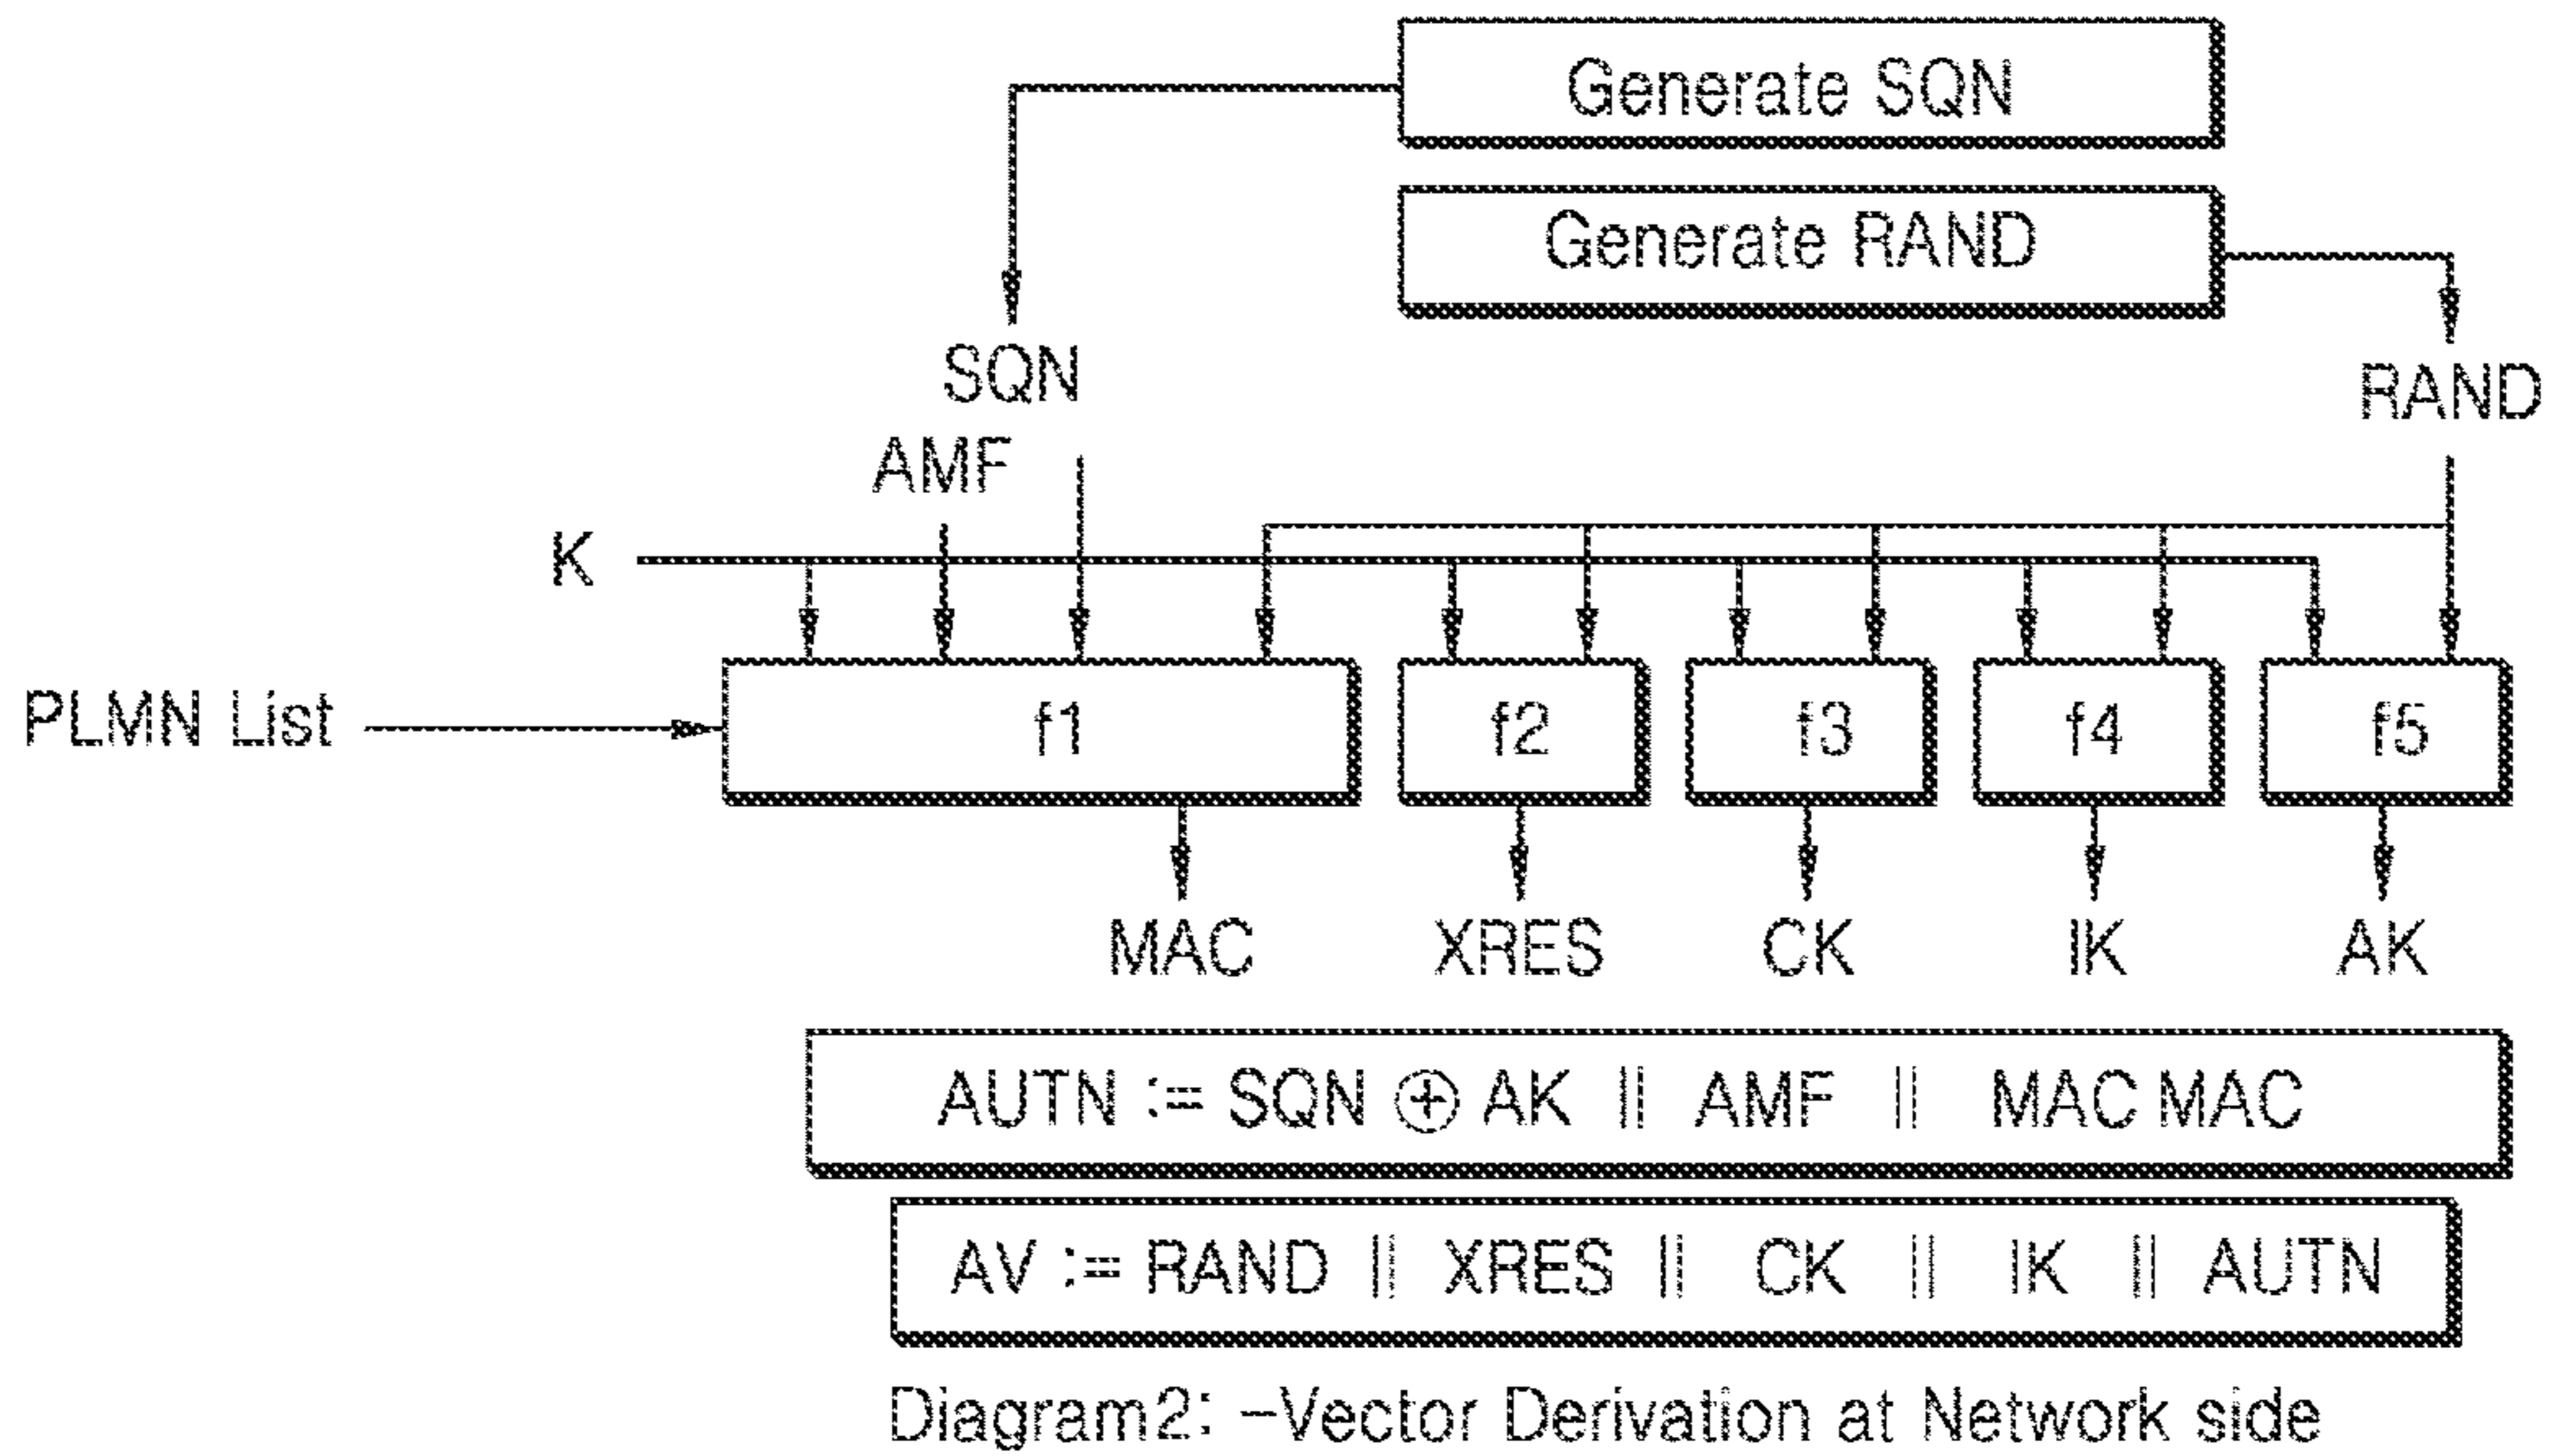 Generate SQN
Generate RAND
SQN
RAND
AMF
K
PLMN List
f1
f2
f3
f4
f5
MAC
XRES
CK
IK
AK
AUTN := SQN ⊕ AK || AMF || MAC MAC
AV := RAND || XRES || CK || IK || AUTN
Diagram2: -Vector Derivation at Network side